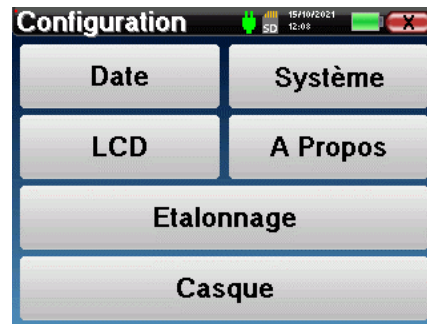 Configuration
SD
15/10/2021
12:08
X
Date
Système
LCD
A Propos
Etalonnage
Casque